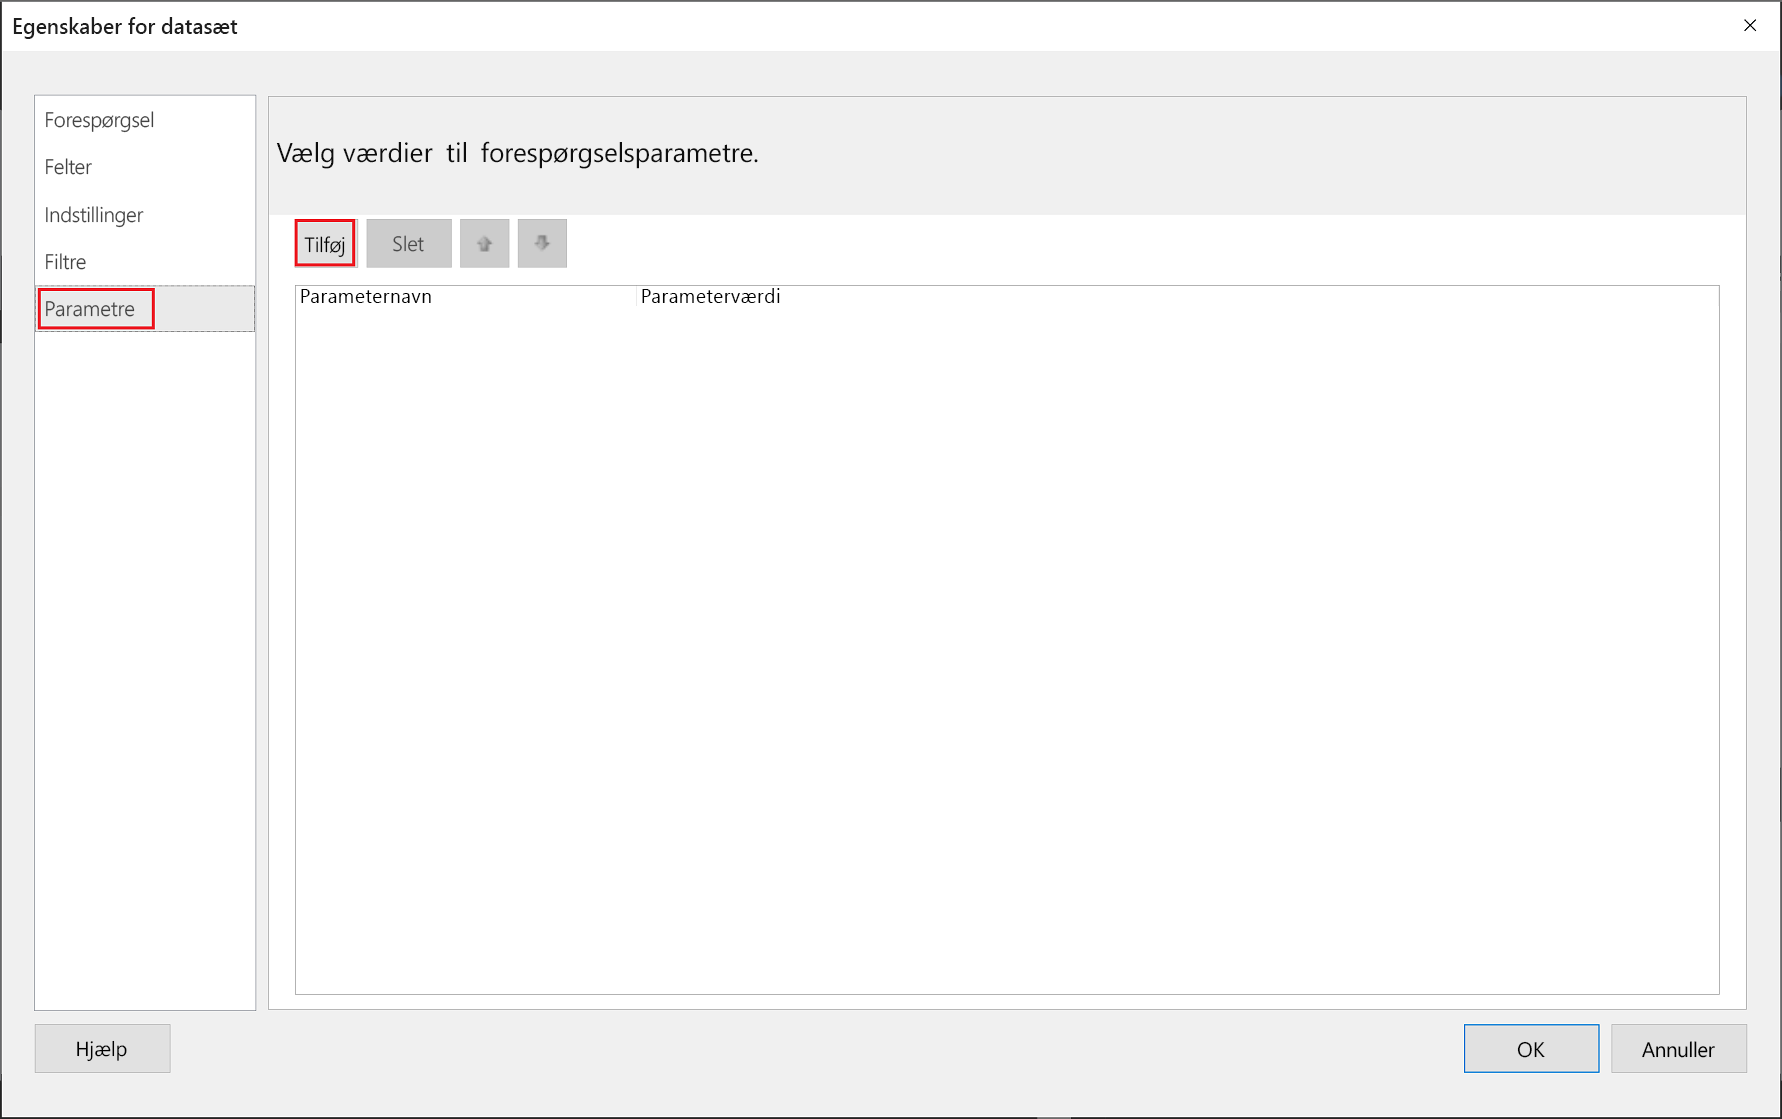 Egenskaber for datasæt
Forespørgsel
Felter
Indstillinger
Filtre
Parametre
Vælg værdier til forespørgselsparametre.
Tilføj
Slet
Parameternavn
Parameterværdi
Hjælp
OK
Annuller